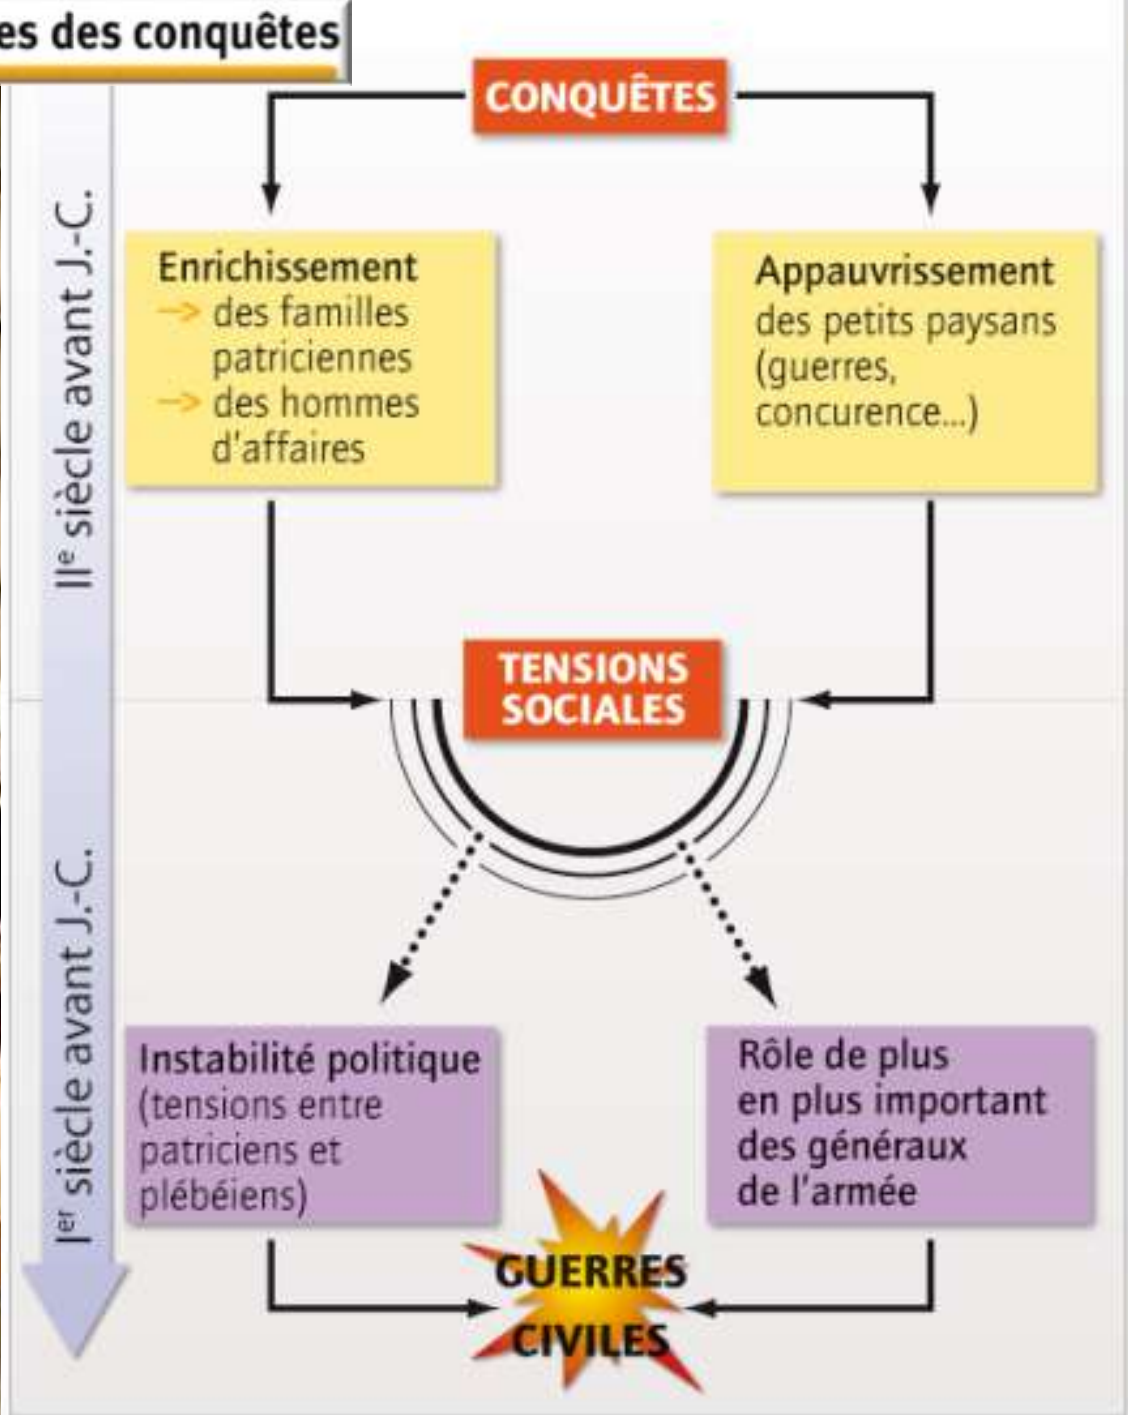 es des conquêtes
CONQUÊTES
IIe siècle avant J.-C.
Enrichissement
-> des familles
patriciennes
-> des hommes
d'affaires
Appauvrissement
des petits paysans
(guerres,
concurence...)
TENSIONS
SOCIALES
Ier siècle avant J.-C.
Instabilité politique
(tensions entre
patriciens et
plébéiens)
Rôle de plus
en plus important
des généraux
de l'armée
GUERRES
CIVILES